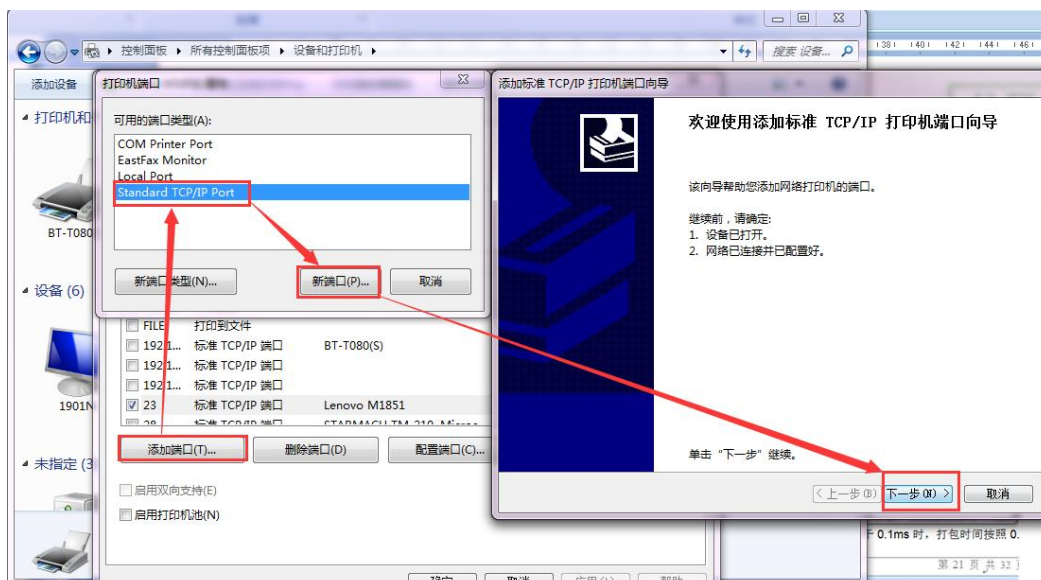 控制面板 ▸ 所有控制面板项 ▸ 设备和打印机 ▸
搜索 设备...
138 140 142 144 146
添加设备
打印机和
BT-T080
设备 (6)
1901N
未指定 (3
打印机端口
可用的端口类型(A):
COM Printer Port
EastFax Monitor
Local Port
Standard TCP/IP Port
新端口类型(N)...
新端口(P)...
取消
FILE: 打印到文件
192.1... 标准 TCP/IP 端口 BT-T080(S)
192.1... 标准 TCP/IP 端口
192.1... 标准 TCP/IP 端口
23 标准 TCP/IP 端口 Lenovo M1851
添加端口(T)...
删除端口(D)
配置端口(C)...
启用双向支持(E)
启用打印机池(N)
添加标准 TCP/IP 打印机端口向导
欢迎使用添加标准 TCP/IP 打印机端口向导
该向导帮助您添加网络打印机的端口。
继续前，请确定:
1. 设备已打开。
2. 网络已连接并已配置好。
单击“下一步”继续。
<上一步(B)
下一步(N) >
取消
于 0.1ms 时，打包时间按照 0.
第 21 页 共 32